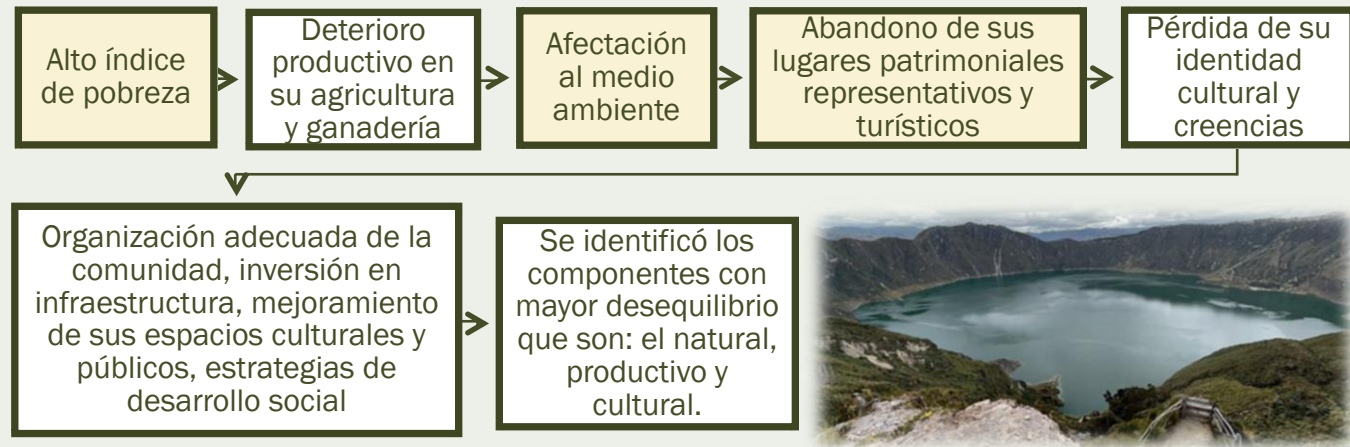 Alto índice
de pobreza
Deterioro
productivo en
su agricultura
y ganadería
Afectación
al medio
ambiente
Abandono de sus
lugares patrimoniales
representativos y
turísticos
Pérdida de su
identidad
cultural y
creencias
Organización adecuada de la
comunidad, inversión en
infraestructura, mejoramiento
de sus espacios culturales y
públicos, estrategias de
desarrollo social
Se identificó los
componentes con
mayor desequilibrio
que son: el natural,
productivo y
cultural.